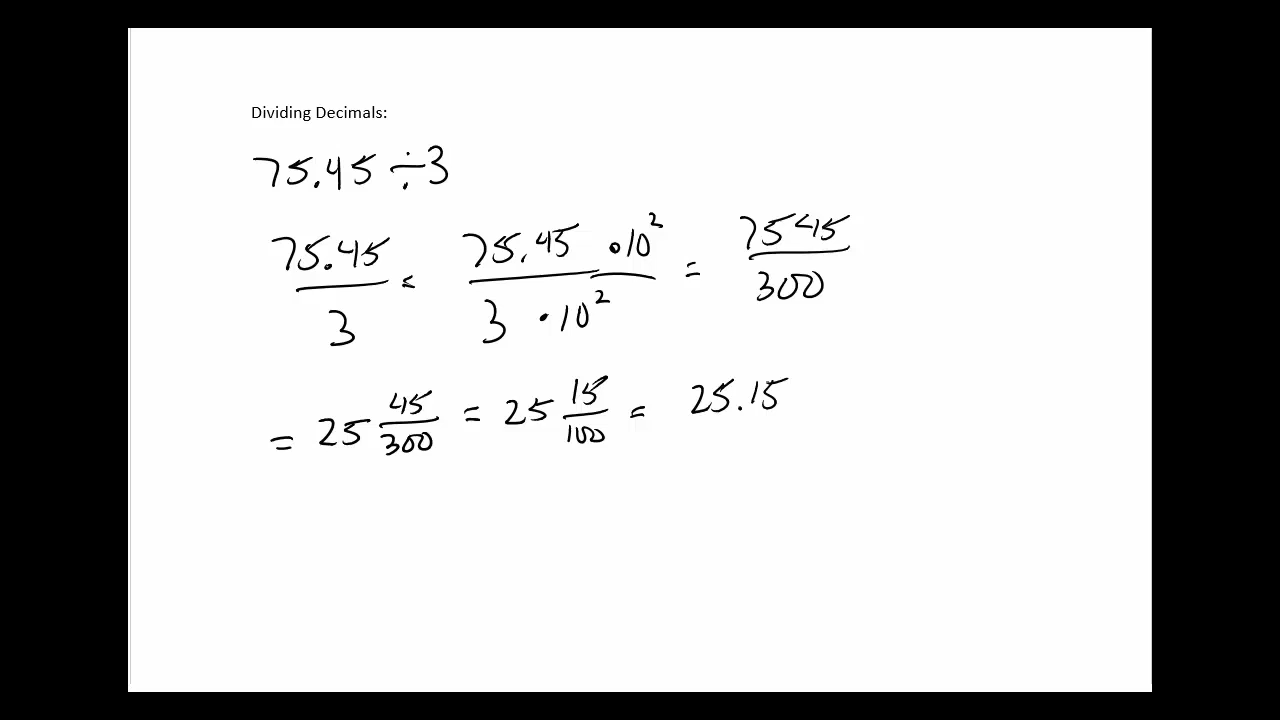 Dividing Decimals:
75.45 ÷ 3
75.45/3 = 75.45 · 10²/3 · 10² = 7545/300
= 25 45/300 = 25 15/100 = 25.15